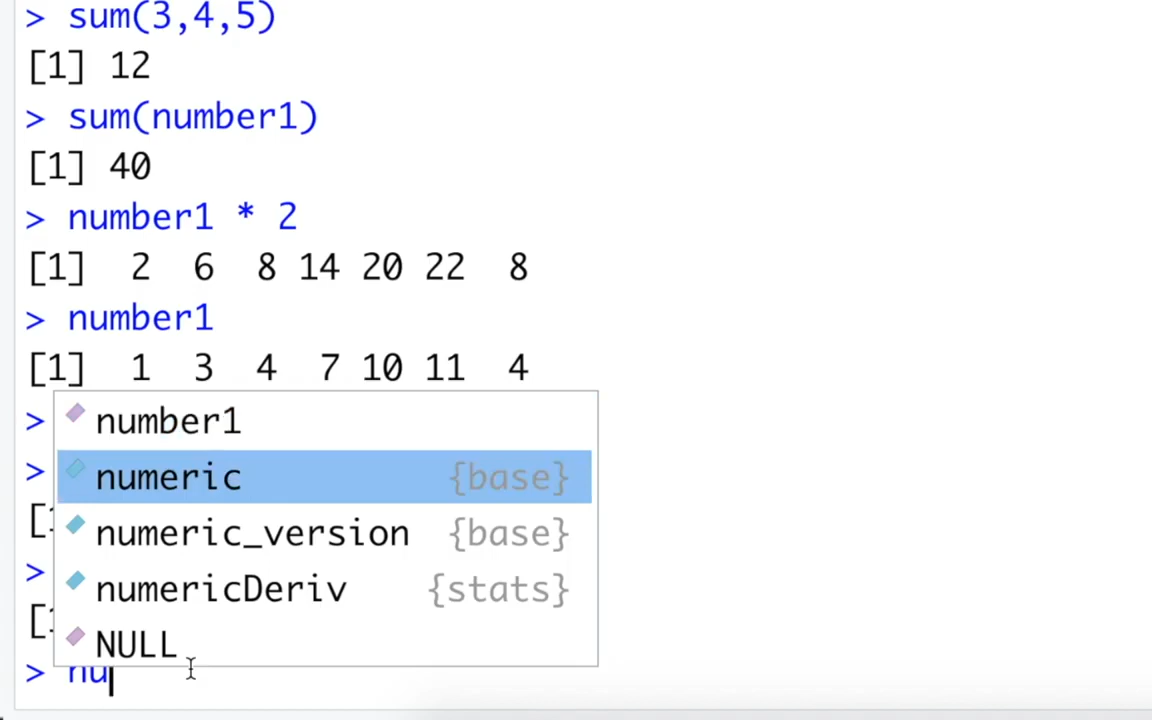 > sum(3,4,5)
[1] 12
> sum(number1)
[1] 40
> number1 * 2
[1]  2  6  8 14 20 22  8
> number1
[1]  1  3  4  7 10 11  4
>
number1
> numeric {base}
[1
numeric_version {base}
>
numericDeriv {stats}
[1
NULL
> nu